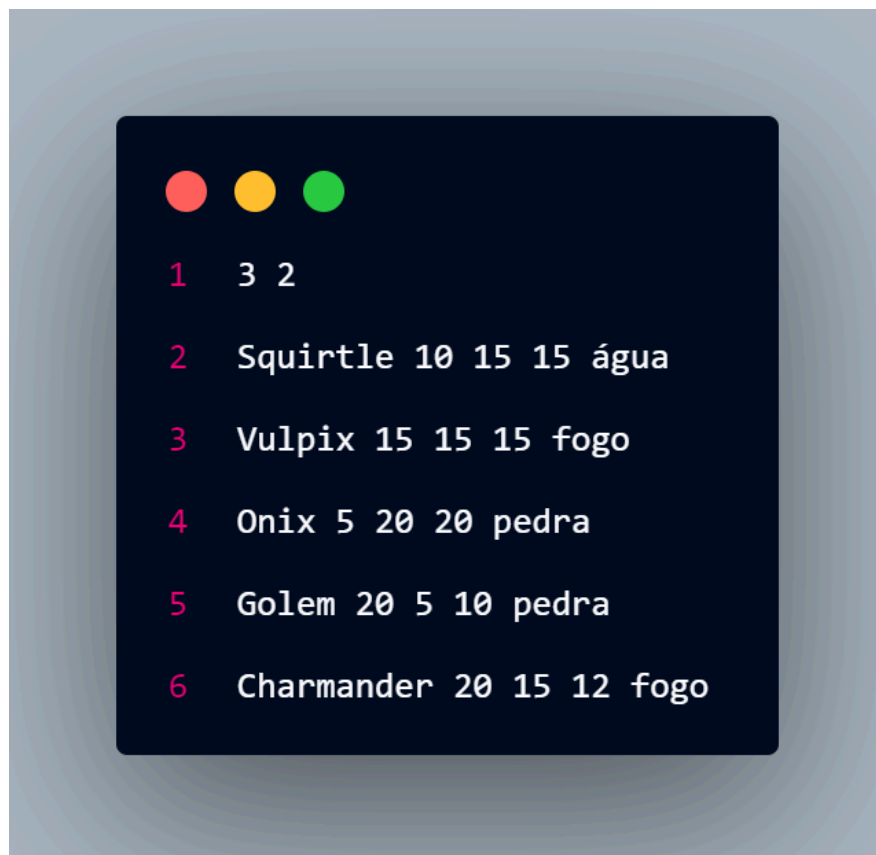 1 3 2
2 Squirtle 10 15 15 água
3 Vulpix 15 15 15 fogo
4 Onix 5 20 20 pedra
5 Golem 20 5 10 pedra
6 Charmander 20 15 12 fogo